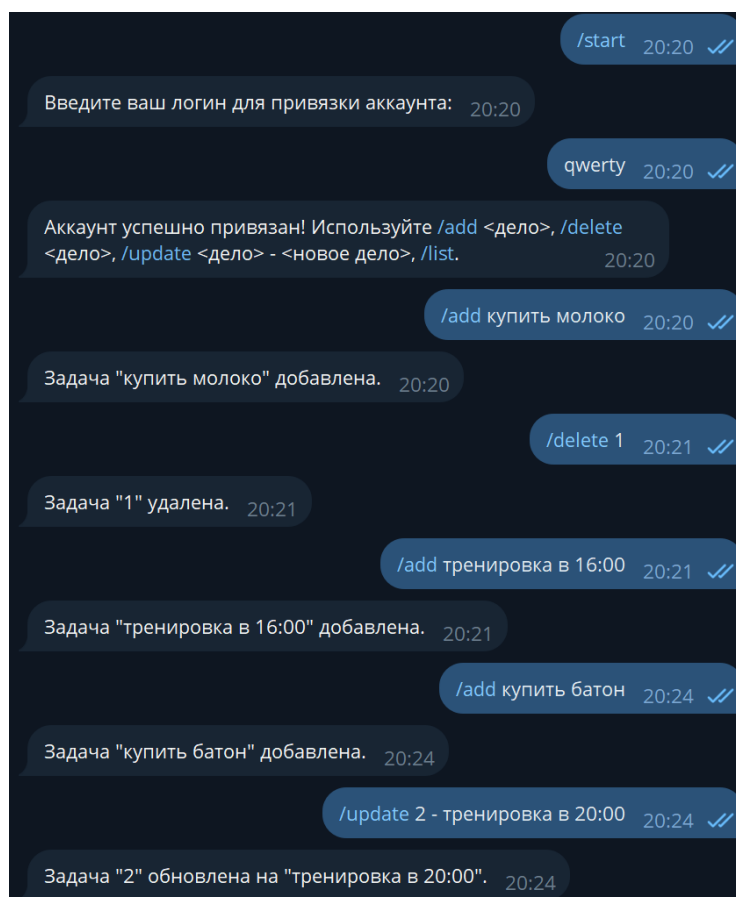 /start 20:20
Введите ваш логин для привязки аккаунта: 20:20
qwerty 20:20
Аккаунт успешно привязан! Используйте /add <дело>, /delete
<дело>, /update <дело> - <новое дело>, /list. 20:20
/add купить молоко 20:20
Задача "купить молоко" добавлена. 20:20
/delete 1 20:21
Задача "1" удалена. 20:21
/add тренировка в 16:00 20:21
Задача "тренировка в 16:00" добавлена. 20:21
/add купить батон 20:24
Задача "купить батон" добавлена. 20:24
/update 2 - тренировка в 20:00 20:24
Задача "2" обновлена на "тренировка в 20:00". 20:24